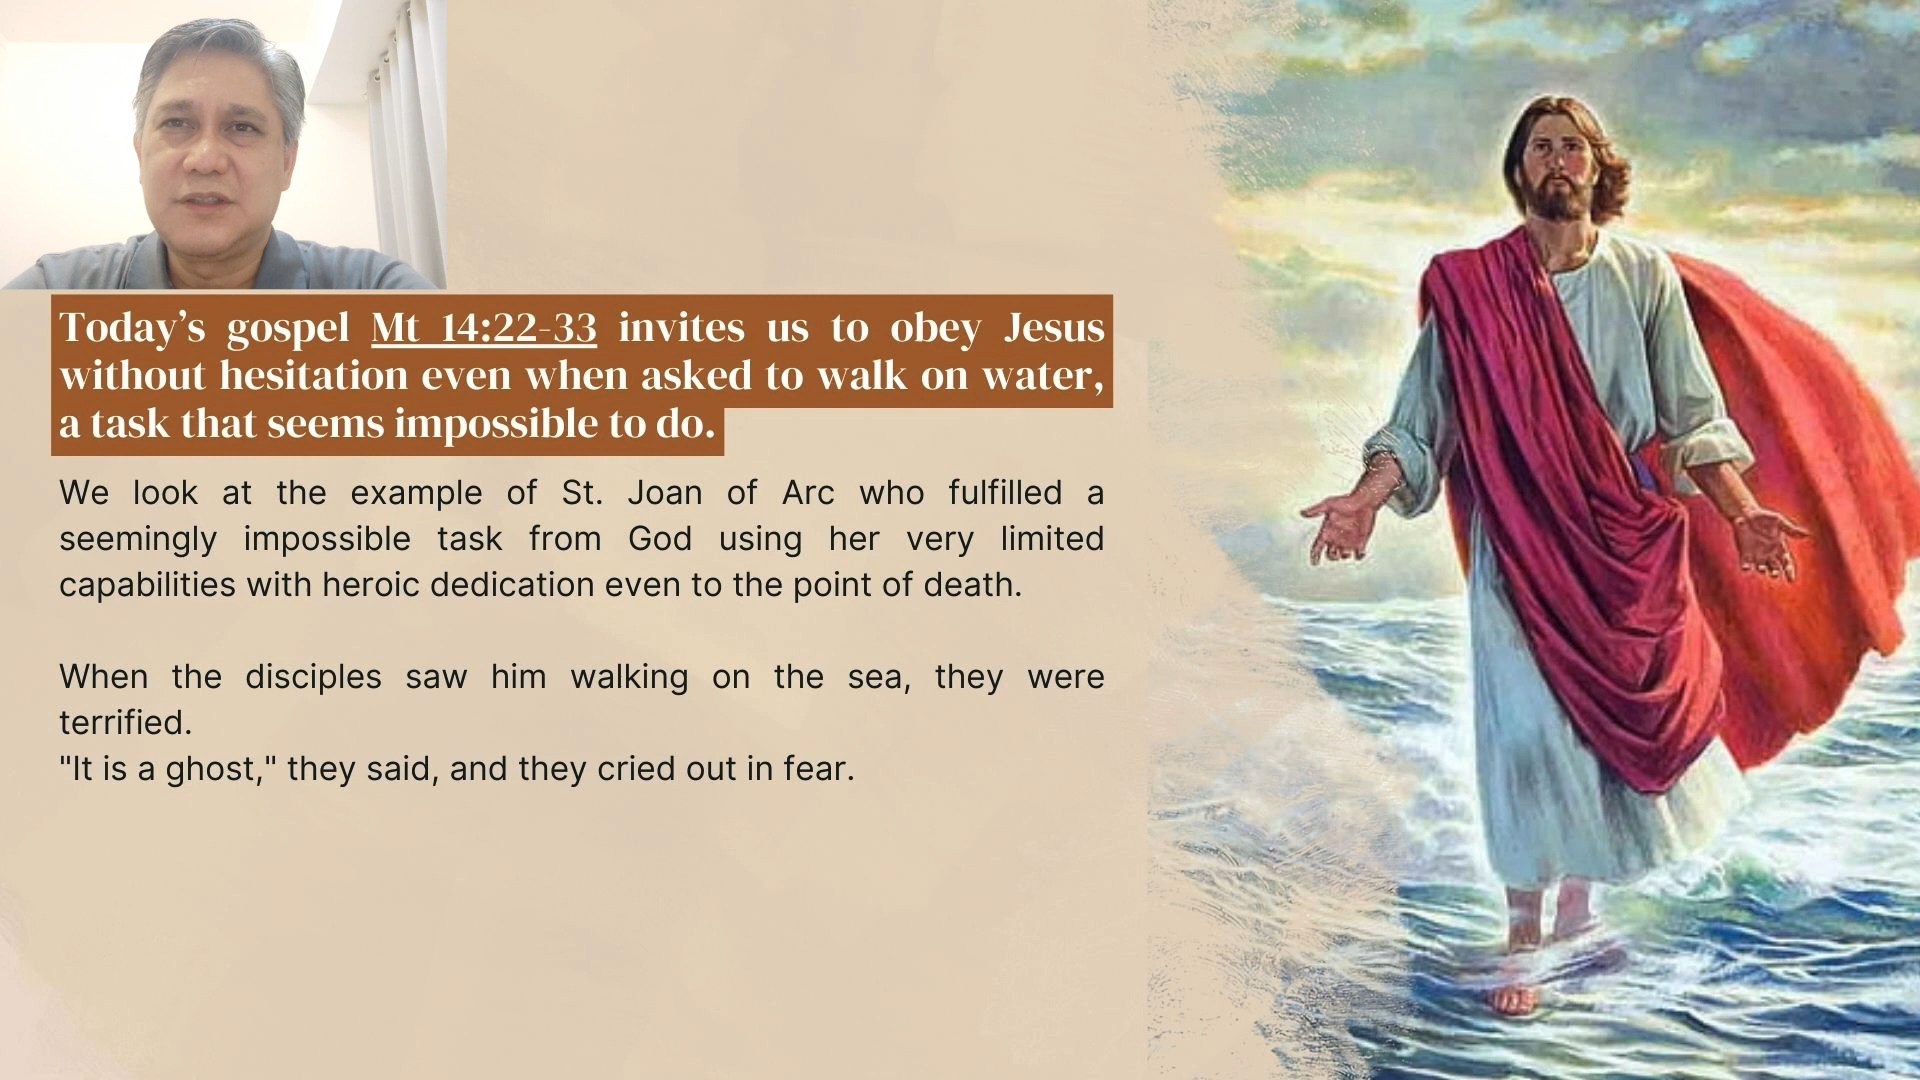 Today’s gospel Mt 14:22-33 invites us to obey Jesus
without hesitation even when asked to walk on water,
a task that seems impossible to do.
We look at the example of St. Joan of Arc who fulfilled a
seemingly impossible task from God using her very limited
capabilities with heroic dedication even to the point of death.
When the disciples saw him walking on the sea, they were
terrified.
"It is a ghost," they said, and they cried out in fear.